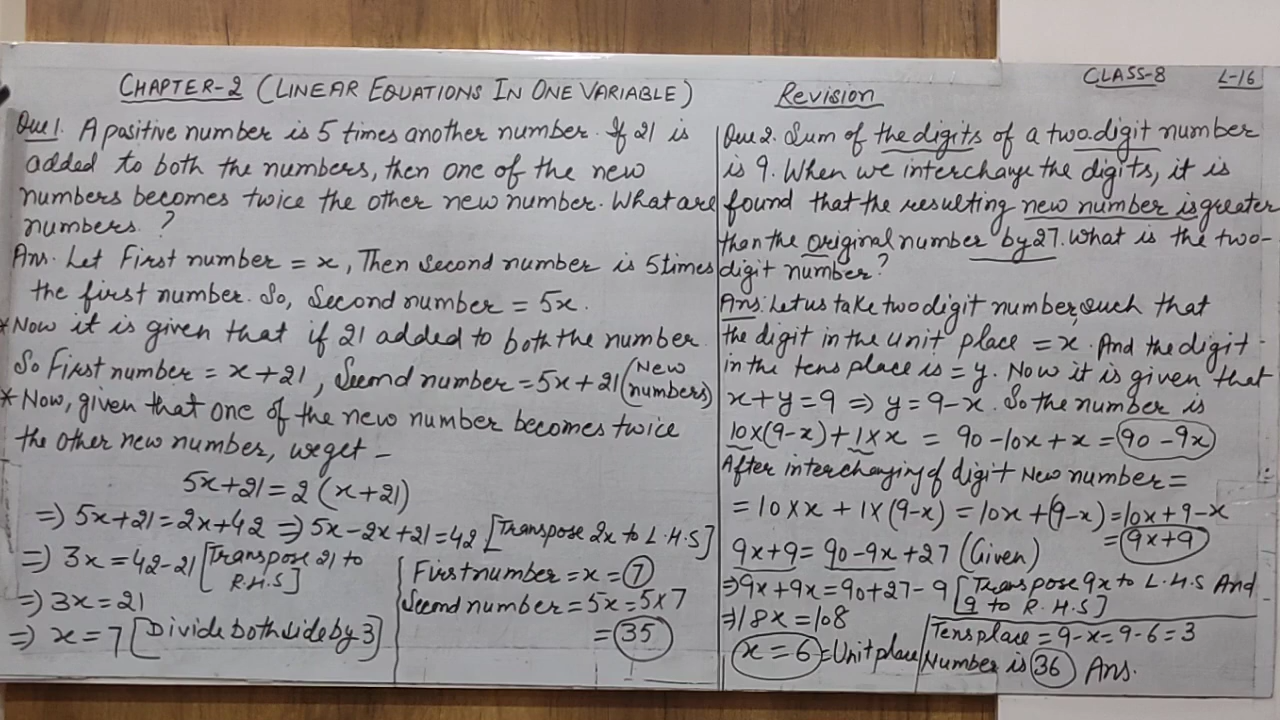 CHAPTER-2 (LINEAR EQUATIONS IN ONE VARIABLE)
Revision
CLASS-8
L-16
Que 1. A positive number is 5 times another number. If 21 is
added to both the numbers, then one of the new
numbers becomes twice the other new number. What are
numbers. ?
Ans. Let First number = x, Then Second number is 5 times
the first number. So, Second number = 5x.
*Now it is given that if 21 added to both the number
So First number = x+21, Second number = 5x+21 (New numbers)
*Now, given that one of the new number becomes twice
the other new number, we get –
5x+21 = 2(x+21)
⇒ 5x+21 = 2x+42 ⇒ 5x-2x+21 = 42 [Transpose 2x to L.H.S]
⇒ 3x = 42-21 [Transpose 21 to R.H.S]
⇒ 3x = 21
⇒ x = 7 [Divide both side by 3]
First number = x = 7
Second number = 5x = 5x7
= 35
Que 2. Sum of the digits of a two digit number
is 9. When we interchange the digits, it is
found that the resulting new number is greater
than the original number by 27. What is the two-
digit number?
Ans: Let us take two digit number, such that
the digit in the unit place = x. And the digit
in the tens place is = y. Now it is given that
x+y = 9 ⇒ y = 9-x. So the number is
10x(9-x)+1xx = 90-10x+x = 90-9x
After interchanging of digit New number =
= 10xx + 1x(9-x) = 10x+(9-x) = 10x+9-x
= 9x+9
9x+9 = 90-9x+27 (Given)
⇒ 9x+9x = 90+27-9 [Transpose 9x to L.H.S And 9 to R.H.S]
⇒ 18x = 108
x = 6 = Unit place
Tens place = 9-x = 9-6 = 3
Number is 36 Ans.